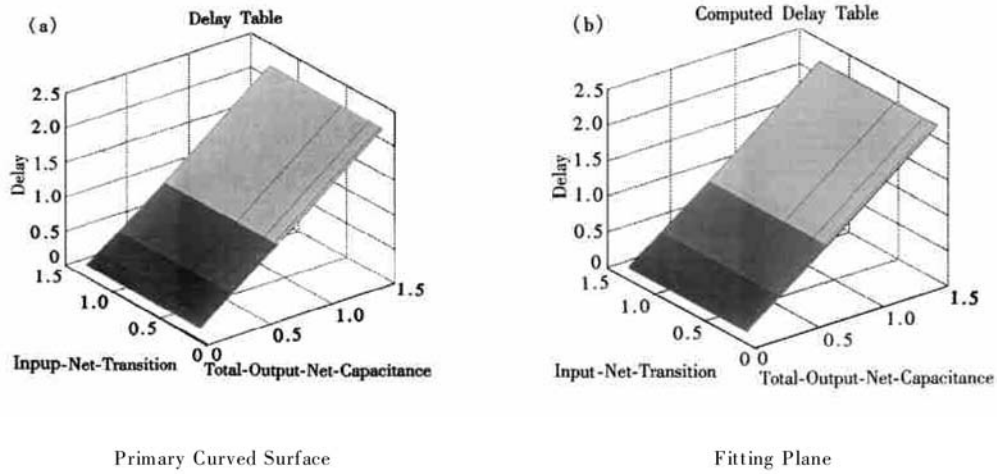 (a)
Delay Table
2.5
2.0
1.5
1.0
0.5
0
Delay
1.5
1.0
0.5
0
0
0.5
1.0
1.5
Inpup-Net-Transition
Total-Output-Net-Capacitance
Primary Curved Surface
(b)
Computed Delay Table
2.5
2.0
1.5
1.0
0.5
0
Delay
1.5
1.0
0.5
0
0
0.5
1.0
1.5
Input-Net-Transition
Total-Output-Net-Capacitance
Fitting Plane